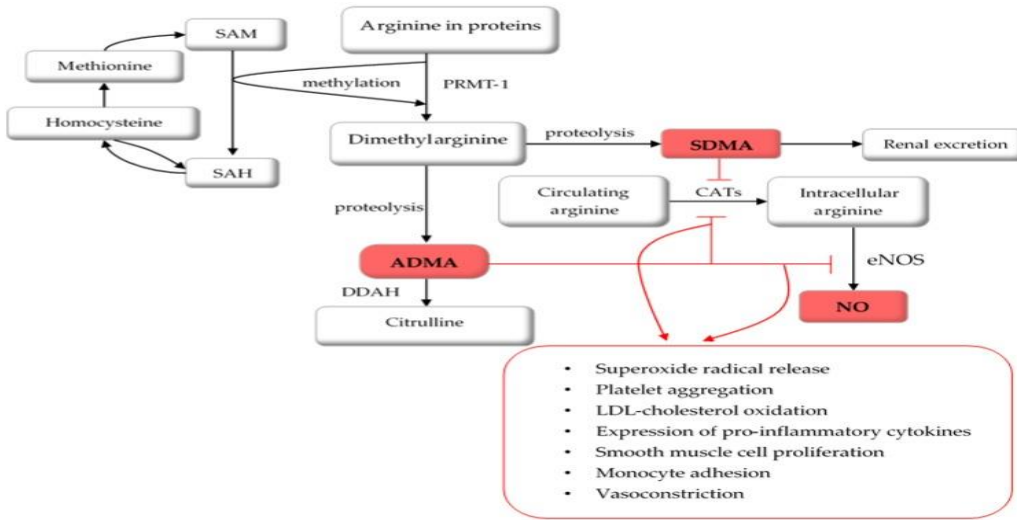 SAM
Arginine in proteins
Methionine
methylation
PRMT-1
Homocysteine
Dimethylarginine
proteolysis
SDMA
Renal excretion
SAH
Circulating
arginine
CATs
Intracellular
arginine
proteolysis
ADMA
eNOS
DDAH
NO
Citrulline
• Superoxide radical release
• Platelet aggregation
• LDL-cholesterol oxidation
• Expression of pro-inflammatory cytokines
• Smooth muscle cell proliferation
• Monocyte adhesion
• Vasoconstriction